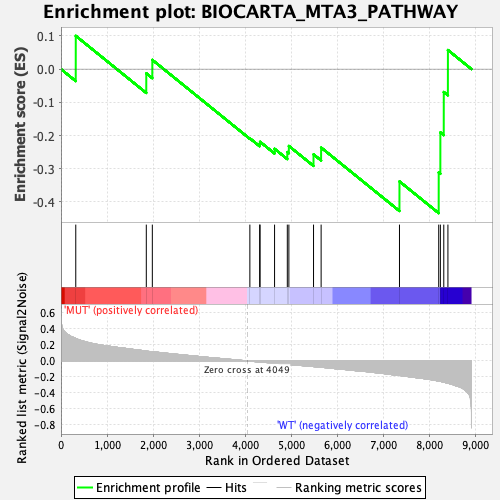 Enrichment plot: BIOCARTA_MTA3_PATHWAY
Enrichment score (ES)
0.1
0.0
-0.1
-0.2
-0.3
-0.4
'MUT' (positively correlated)
Ranked list metric (Signal2Noise)
0.6
0.4
0.2
0.0
-0.2
-0.4
-0.6
-0.8
Zero cross at 4049
'WT' (negatively correlated)
0 1,000 2,000 3,000 4,000 5,000 6,000 7,000 8,000 9,000
Rank in Ordered Dataset
Enrichment profile Hits Ranking metric scores